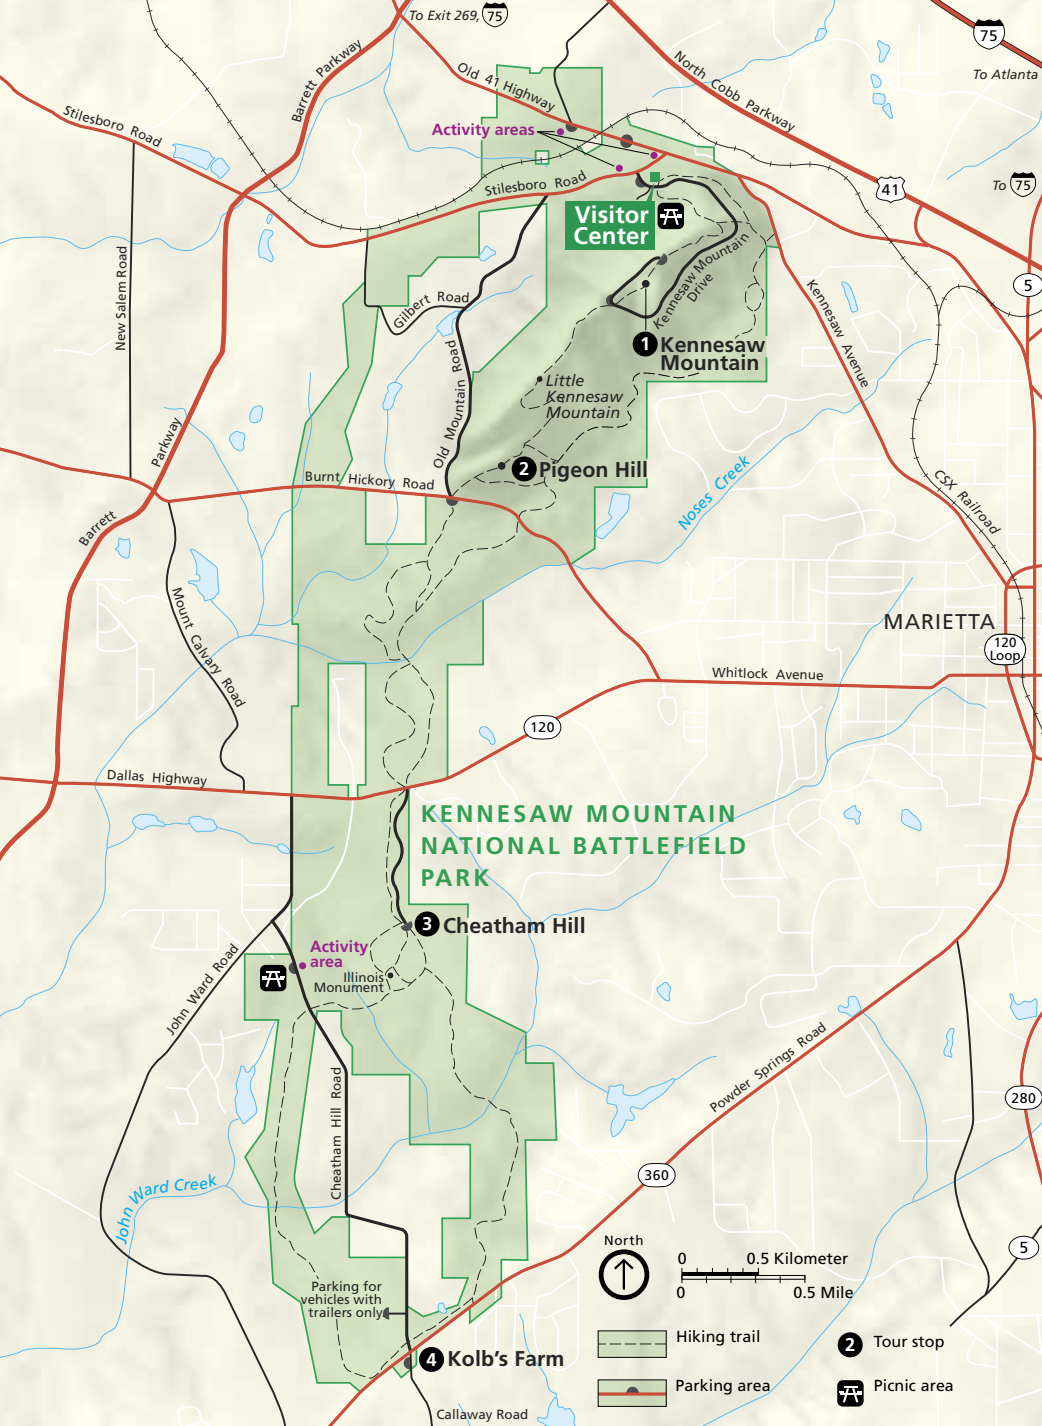 To Exit 269, 75
75
To Atlanta
Barrett Parkway
Old 41 Highway
North Cobb Parkway
Stilesboro Road
Activity areas
Stilesboro Road
To 75
41
Visitor
Center
New Salem Road
Gilbert Road
Kennesaw Mountain
Drive
5
Kennesaw Avenue
1 Kennesaw
Mountain
Old Mountain Road
Little
Kennesaw
Mountain
Parkway
2 Pigeon Hill
Burnt Hickory Road
Noses Creek
CSX Railroad
Barrett
Mount Calvary Road
MARIETTA
120
Loop
Whitlock Avenue
120
Dallas Highway
KENNESAW MOUNTAIN
NATIONAL BATTLEFIELD
PARK
3 Cheatham Hill
Activity
area
Illinois
Monument
John Ward Road
Powder Springs Road
Cheatham Hill Road
280
360
John Ward Creek
North
0 0.5 Kilometer
0 0.5 Mile
5
Parking for
vehicles with
trailers only
Hiking trail
2 Tour stop
4 Kolb's Farm
Parking area
Picnic area
Callaway Road